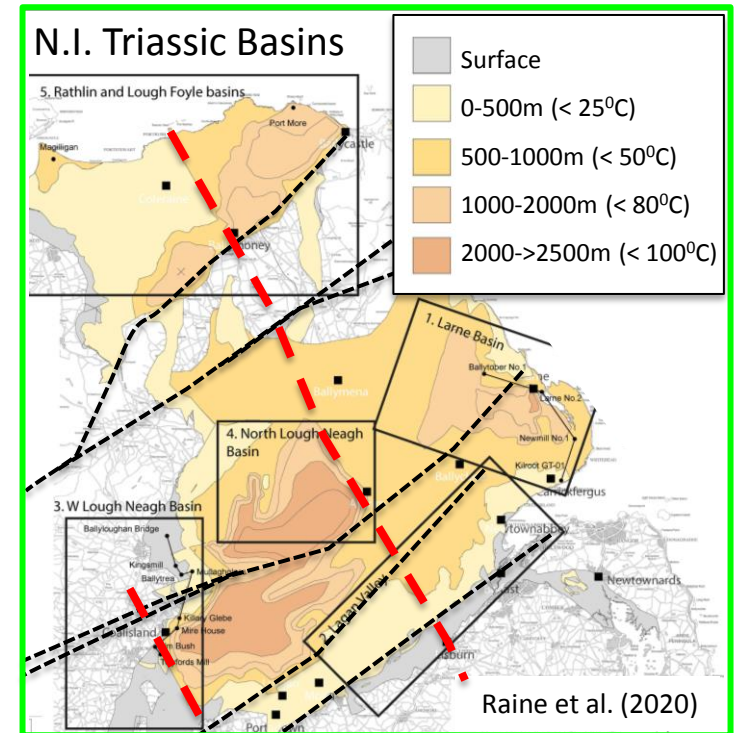 N.I. Triassic Basins
Surface
0-500m (< 25⁰C)
500-1000m (< 50⁰C)
1000-2000m (< 80⁰C)
2000->2500m (< 100⁰C)
5. Rathlin and Lough Foyle basins
Port More
Magilligan
1. Larne Basin
Ballytober No.1
Larne No.2
Ballymena
Newmill No.1
4. North Lough Neagh
Basin
Kilroot GT-01
Carrickfergus
3. W Lough Neagh Basin
Ballyloughan Bridge
Newtownards
Kingsmill
Ballytrea
2. Lagan Valley
Killary Glebe
Mire House
Raine et al. (2020)